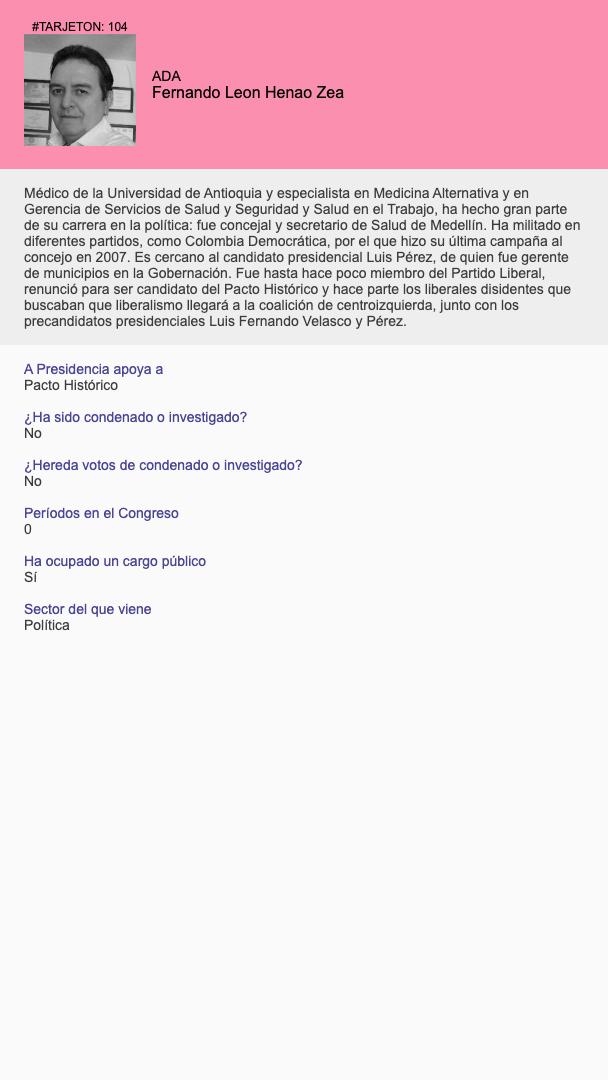 #TARJETON: 104
ADA
Fernando Leon Henao Zea
Médico de la Universidad de Antioquia y especialista en Medicina Alternativa y en
Gerencia de Servicios de Salud y Seguridad y Salud en el Trabajo, ha hecho gran parte
de su carrera en la política: fue concejal y secretario de Salud de Medellín. Ha militado en
diferentes partidos, como Colombia Democrática, por el que hizo su última campaña al
concejo en 2007. Es cercano al candidato presidencial Luis Pérez, de quien fue gerente
de municipios en la Gobernación. Fue hasta hace poco miembro del Partido Liberal,
renunció para ser candidato del Pacto Histórico y hace parte los liberales disidentes que
buscaban que liberalismo llegará a la coalición de centroizquierda, junto con los
precandidatos presidenciales Luis Fernando Velasco y Pérez.
A Presidencia apoya a
Pacto Histórico
¿Ha sido condenado o investigado?
No
¿Hereda votos de condenado o investigado?
No
Períodos en el Congreso
0
Ha ocupado un cargo público
Sí
Sector del que viene
Política